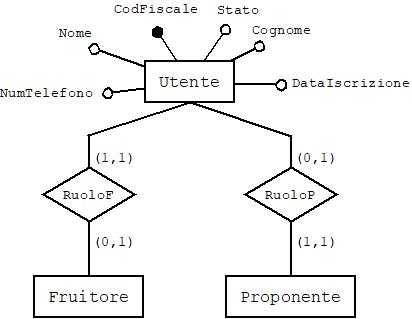 CodFiscale
Stato
Nome
Cognome
Utente
DataIscrizione
NumTelefono
(1,1)
(0,1)
RuoloF
RuoloP
(0,1)
(1,1)
Fruitore
Proponente